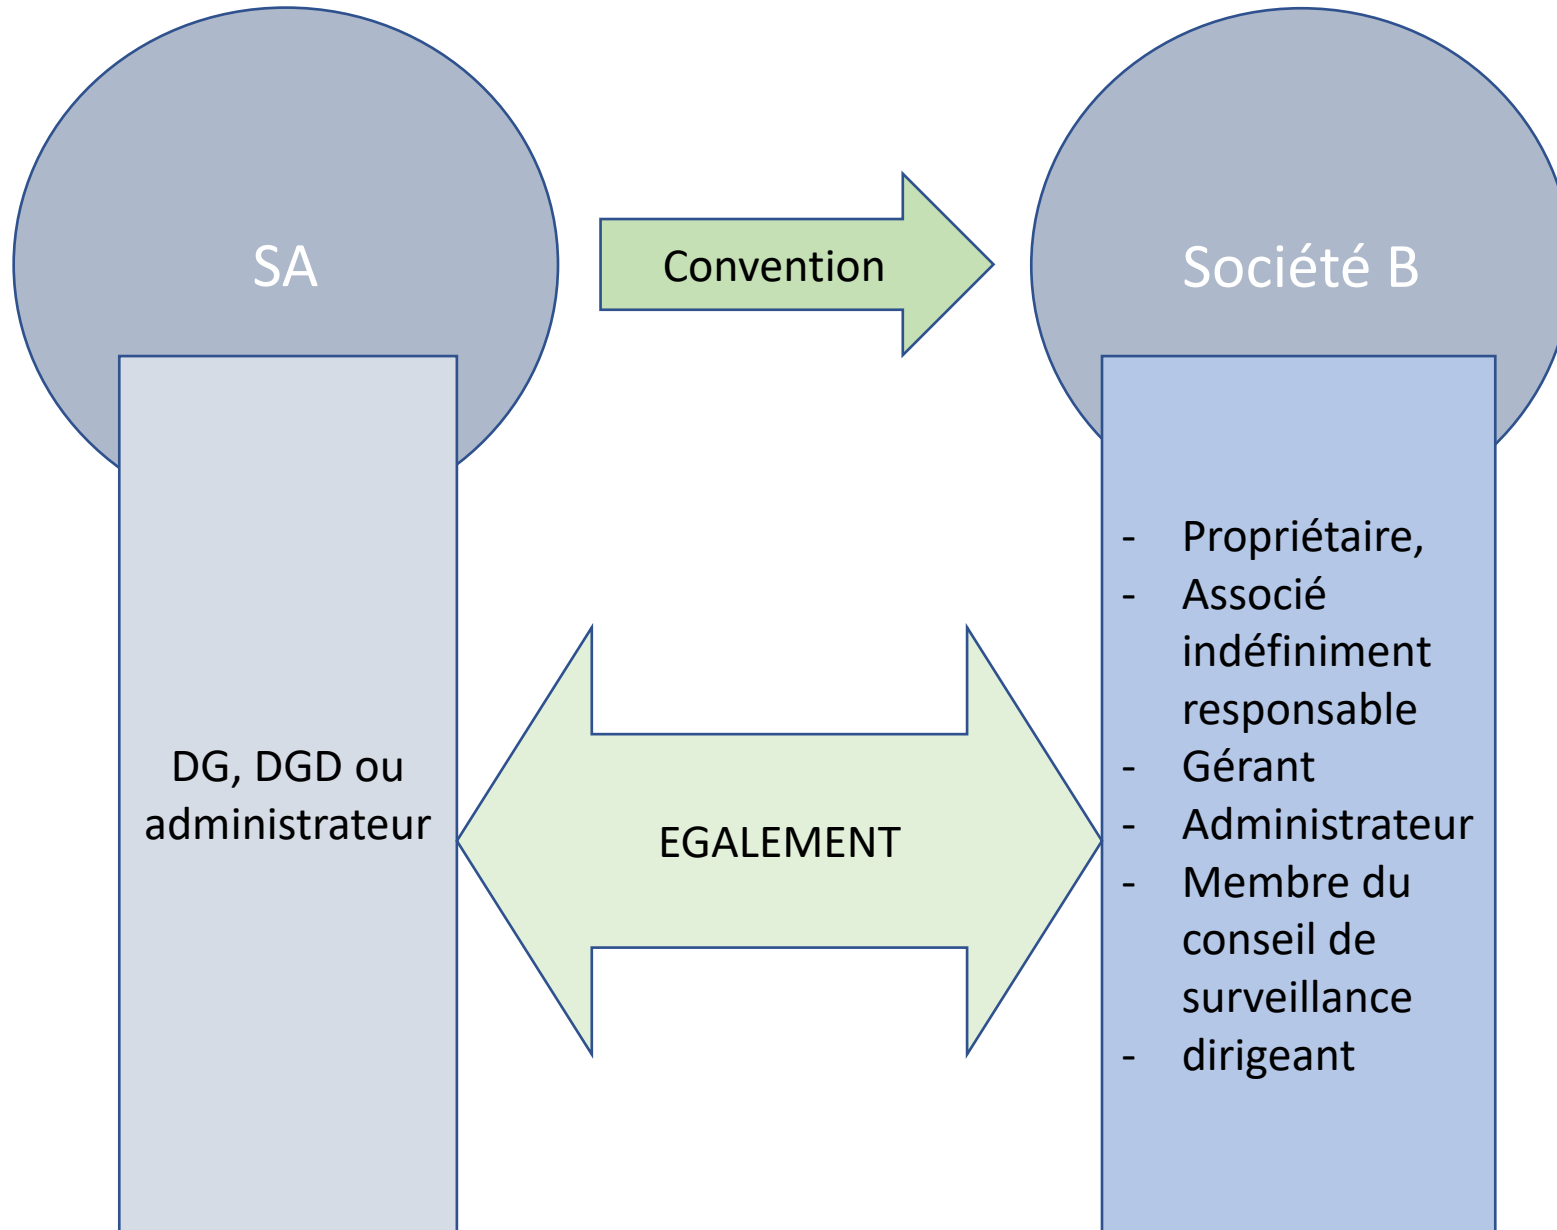 SA
Convention
Société B
DG, DGD ou
administrateur
EGALEMENT
- Propriétaire,
- Associé
indéfiniment
responsable
- Gérant
- Administrateur
- Membre du
conseil de
surveillance
- dirigeant